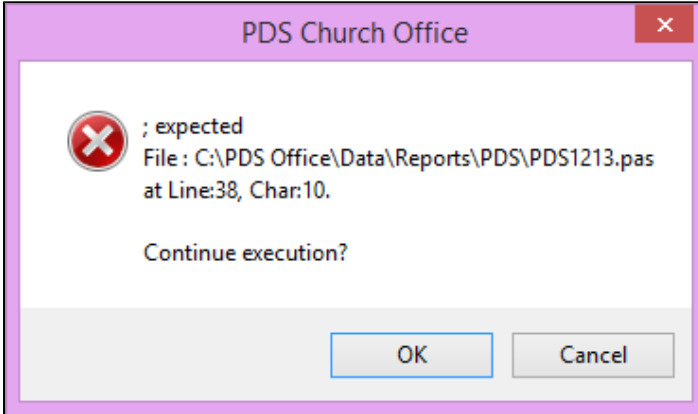 PDS Church Office
; expected
File : C:\PDS Office\Data\Reports\PDS\PDS1213.pas
at Line:38, Char:10.
Continue execution?
OK
Cancel